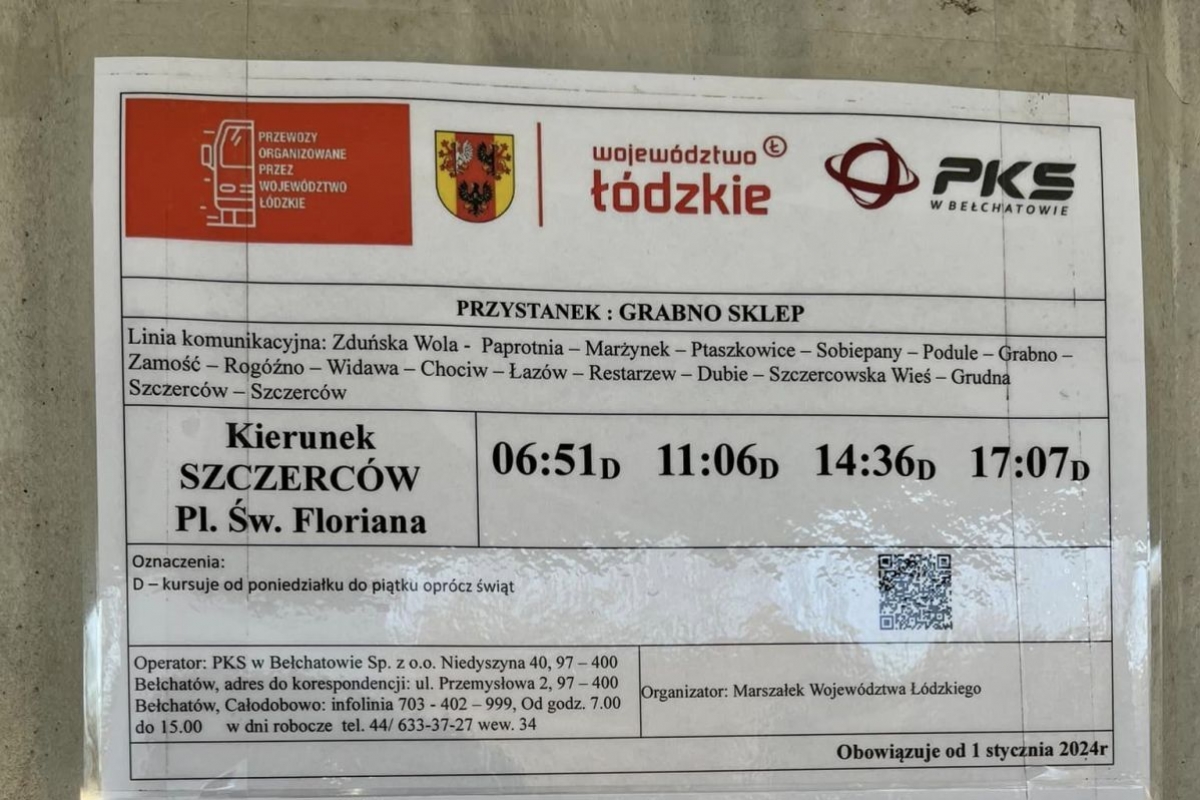 PRZEWOZY
ORGANIZOWANE
PRZEZ
WOJEWÓDZTWO
ŁÓDZKIE
województwo Ł
łódzkie
PKS
W BEŁCHATOWIE
PRZYSTANEK : GRABNO SKLEP
Linia komunikacyjna: Zduńska Wola - Paprotnia – Marżynek – Ptaszkowice – Sobiepany – Podule – Grabno –
Zamość – Rogóźno – Widawa – Chociw – Łazów – Restarzew – Dubie – Szczercowska Wieś – Grudna
Szczerców – Szczerców
Kierunek
SZCZERCÓW
Pl. Św. Floriana
06:51D 11:06D 14:36D 17:07D
Oznaczenia:
D – kursuje od poniedziałku do piątku oprócz świąt
Operator: PKS w Bełchatowie Sp. z o.o. Niedyszyna 40, 97 – 400
Bełchatów, adres do korespondencji: ul. Przemysłowa 2, 97 – 400
Bełchatów, Całodobowo: infolinia 703 - 402 – 999, Od godz. 7.00
do 15.00 w dni robocze tel. 44/ 633-37-27 wew. 34
Organizator: Marszałek Województwa Łódzkiego
Obowiązuje od 1 stycznia 2024r